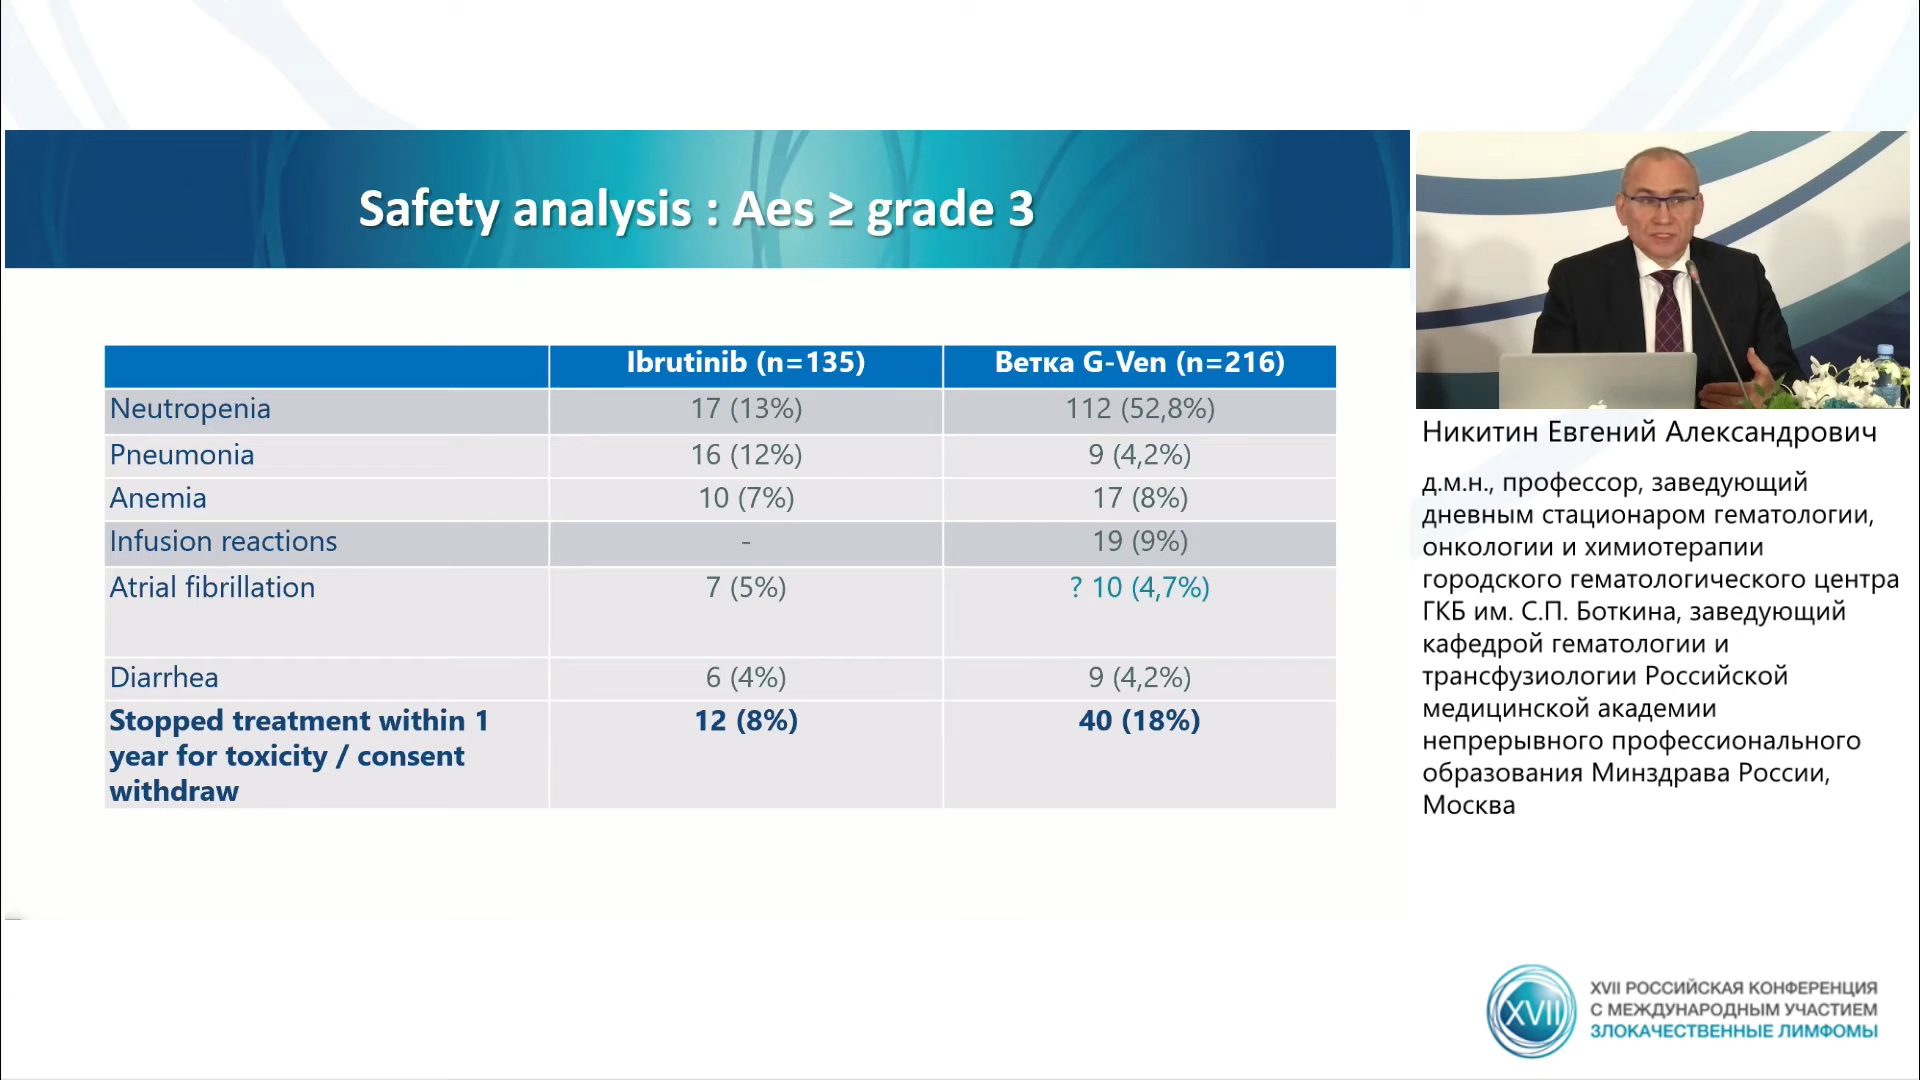 Safety analysis : Aes ≥ grade 3
Ibrutinib (n=135) Ветка G-Ven (n=216)
Neutropenia 17 (13%) 112 (52,8%)
Pneumonia 16 (12%) 9 (4,2%)
Anemia 10 (7%) 17 (8%)
Infusion reactions - 19 (9%)
Atrial fibrillation 7 (5%) ? 10 (4,7%)
Diarrhea 6 (4%) 9 (4,2%)
Stopped treatment within 1 12 (8%) 40 (18%)
year for toxicity / consent
withdraw
Никитин Евгений Александрович
д.м.н., профессор, заведующий
дневным стационаром гематологии,
онкологии и химиотерапии
городского гематологического центра
ГКБ им. С.П. Боткина, заведующий
кафедрой гематологии и
трансфузиологии Российской
медицинской академии
непрерывного профессионального
образования Минздрава России,
Москва
XVII
XVII РОССИЙСКАЯ КОНФЕРЕНЦИЯ
С МЕЖДУНАРОДНЫМ УЧАСТИЕМ
ЗЛОКАЧЕСТВЕННЫЕ ЛИМФОМЫ